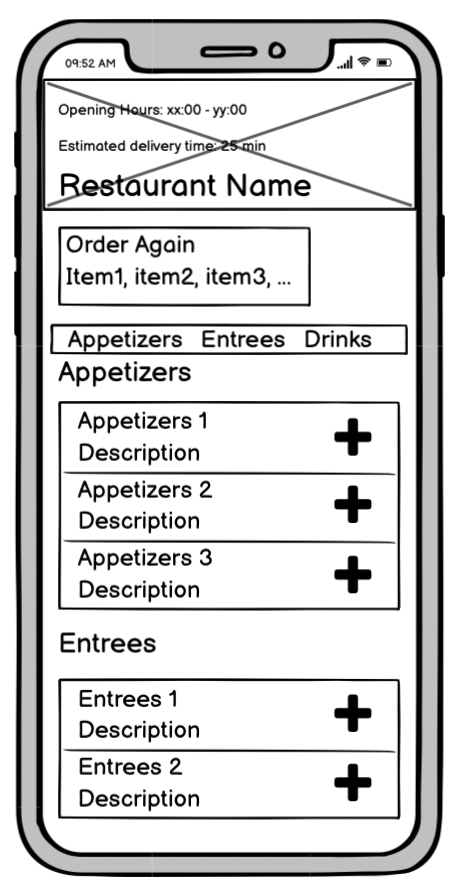 09:52 AM
Opening Hours: xx:00 - yy:00
Estimated delivery time: 25 min
Restaurant Name
Order Again
Item1, item2, item3, ...
Appetizers Entrees Drinks
Appetizers
Appetizers 1
Description
Appetizers 2
Description
Appetizers 3
Description
Entrees
Entrees 1
Description
Entrees 2
Description